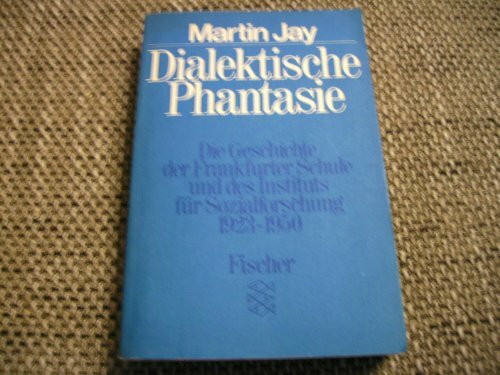 Martin Jay
Dialektische
Phantasie
Die Geschichte
der Frankfurter Schule
und des Instituts
für Sozialforschung
1923-1950
Fischer